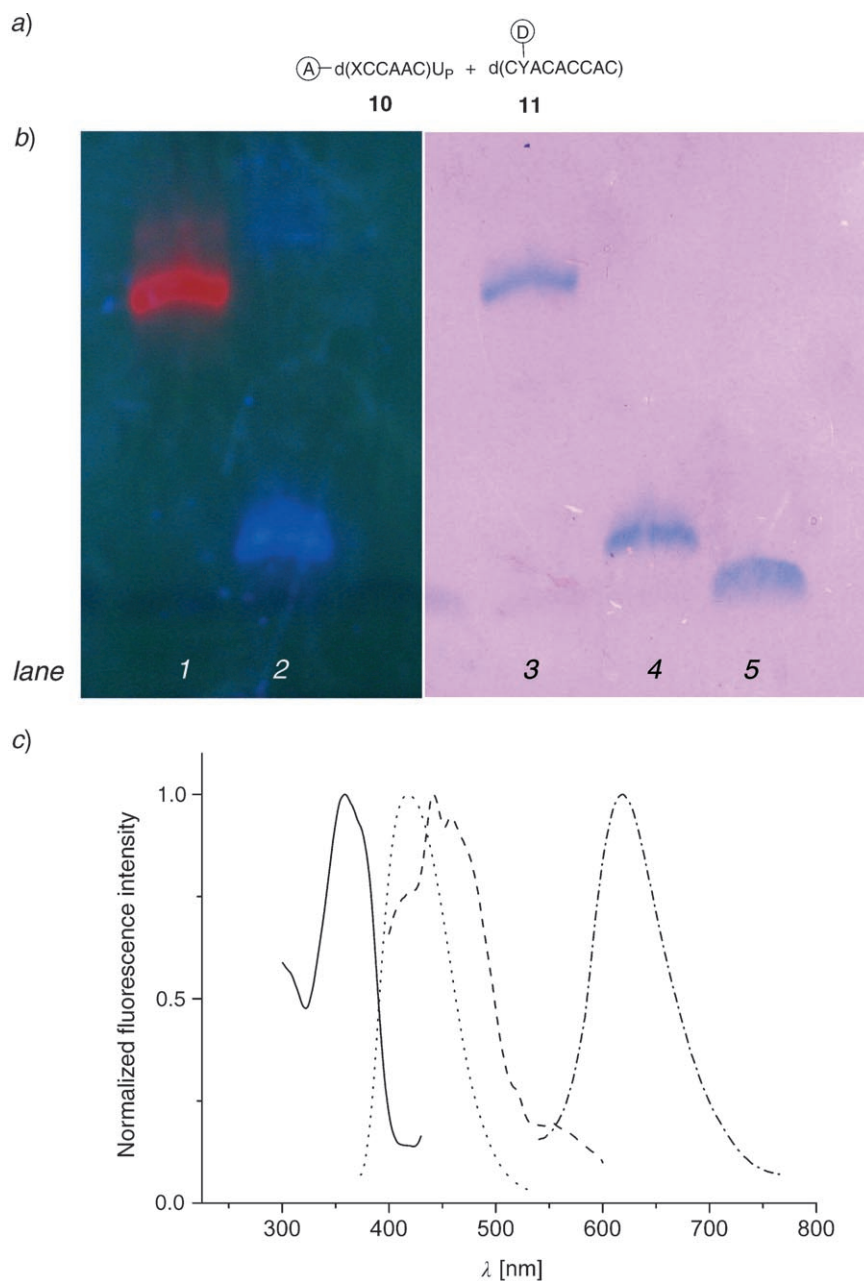 a)
D
A d(XCCAAC)UP + d(CYACACCAC)
10 11
b)
lane 1 2 3 4 5
c)
Normalized fluorescence intensity
1.0
0.5
0.0
300 400 500 600 700 800
λ [nm]